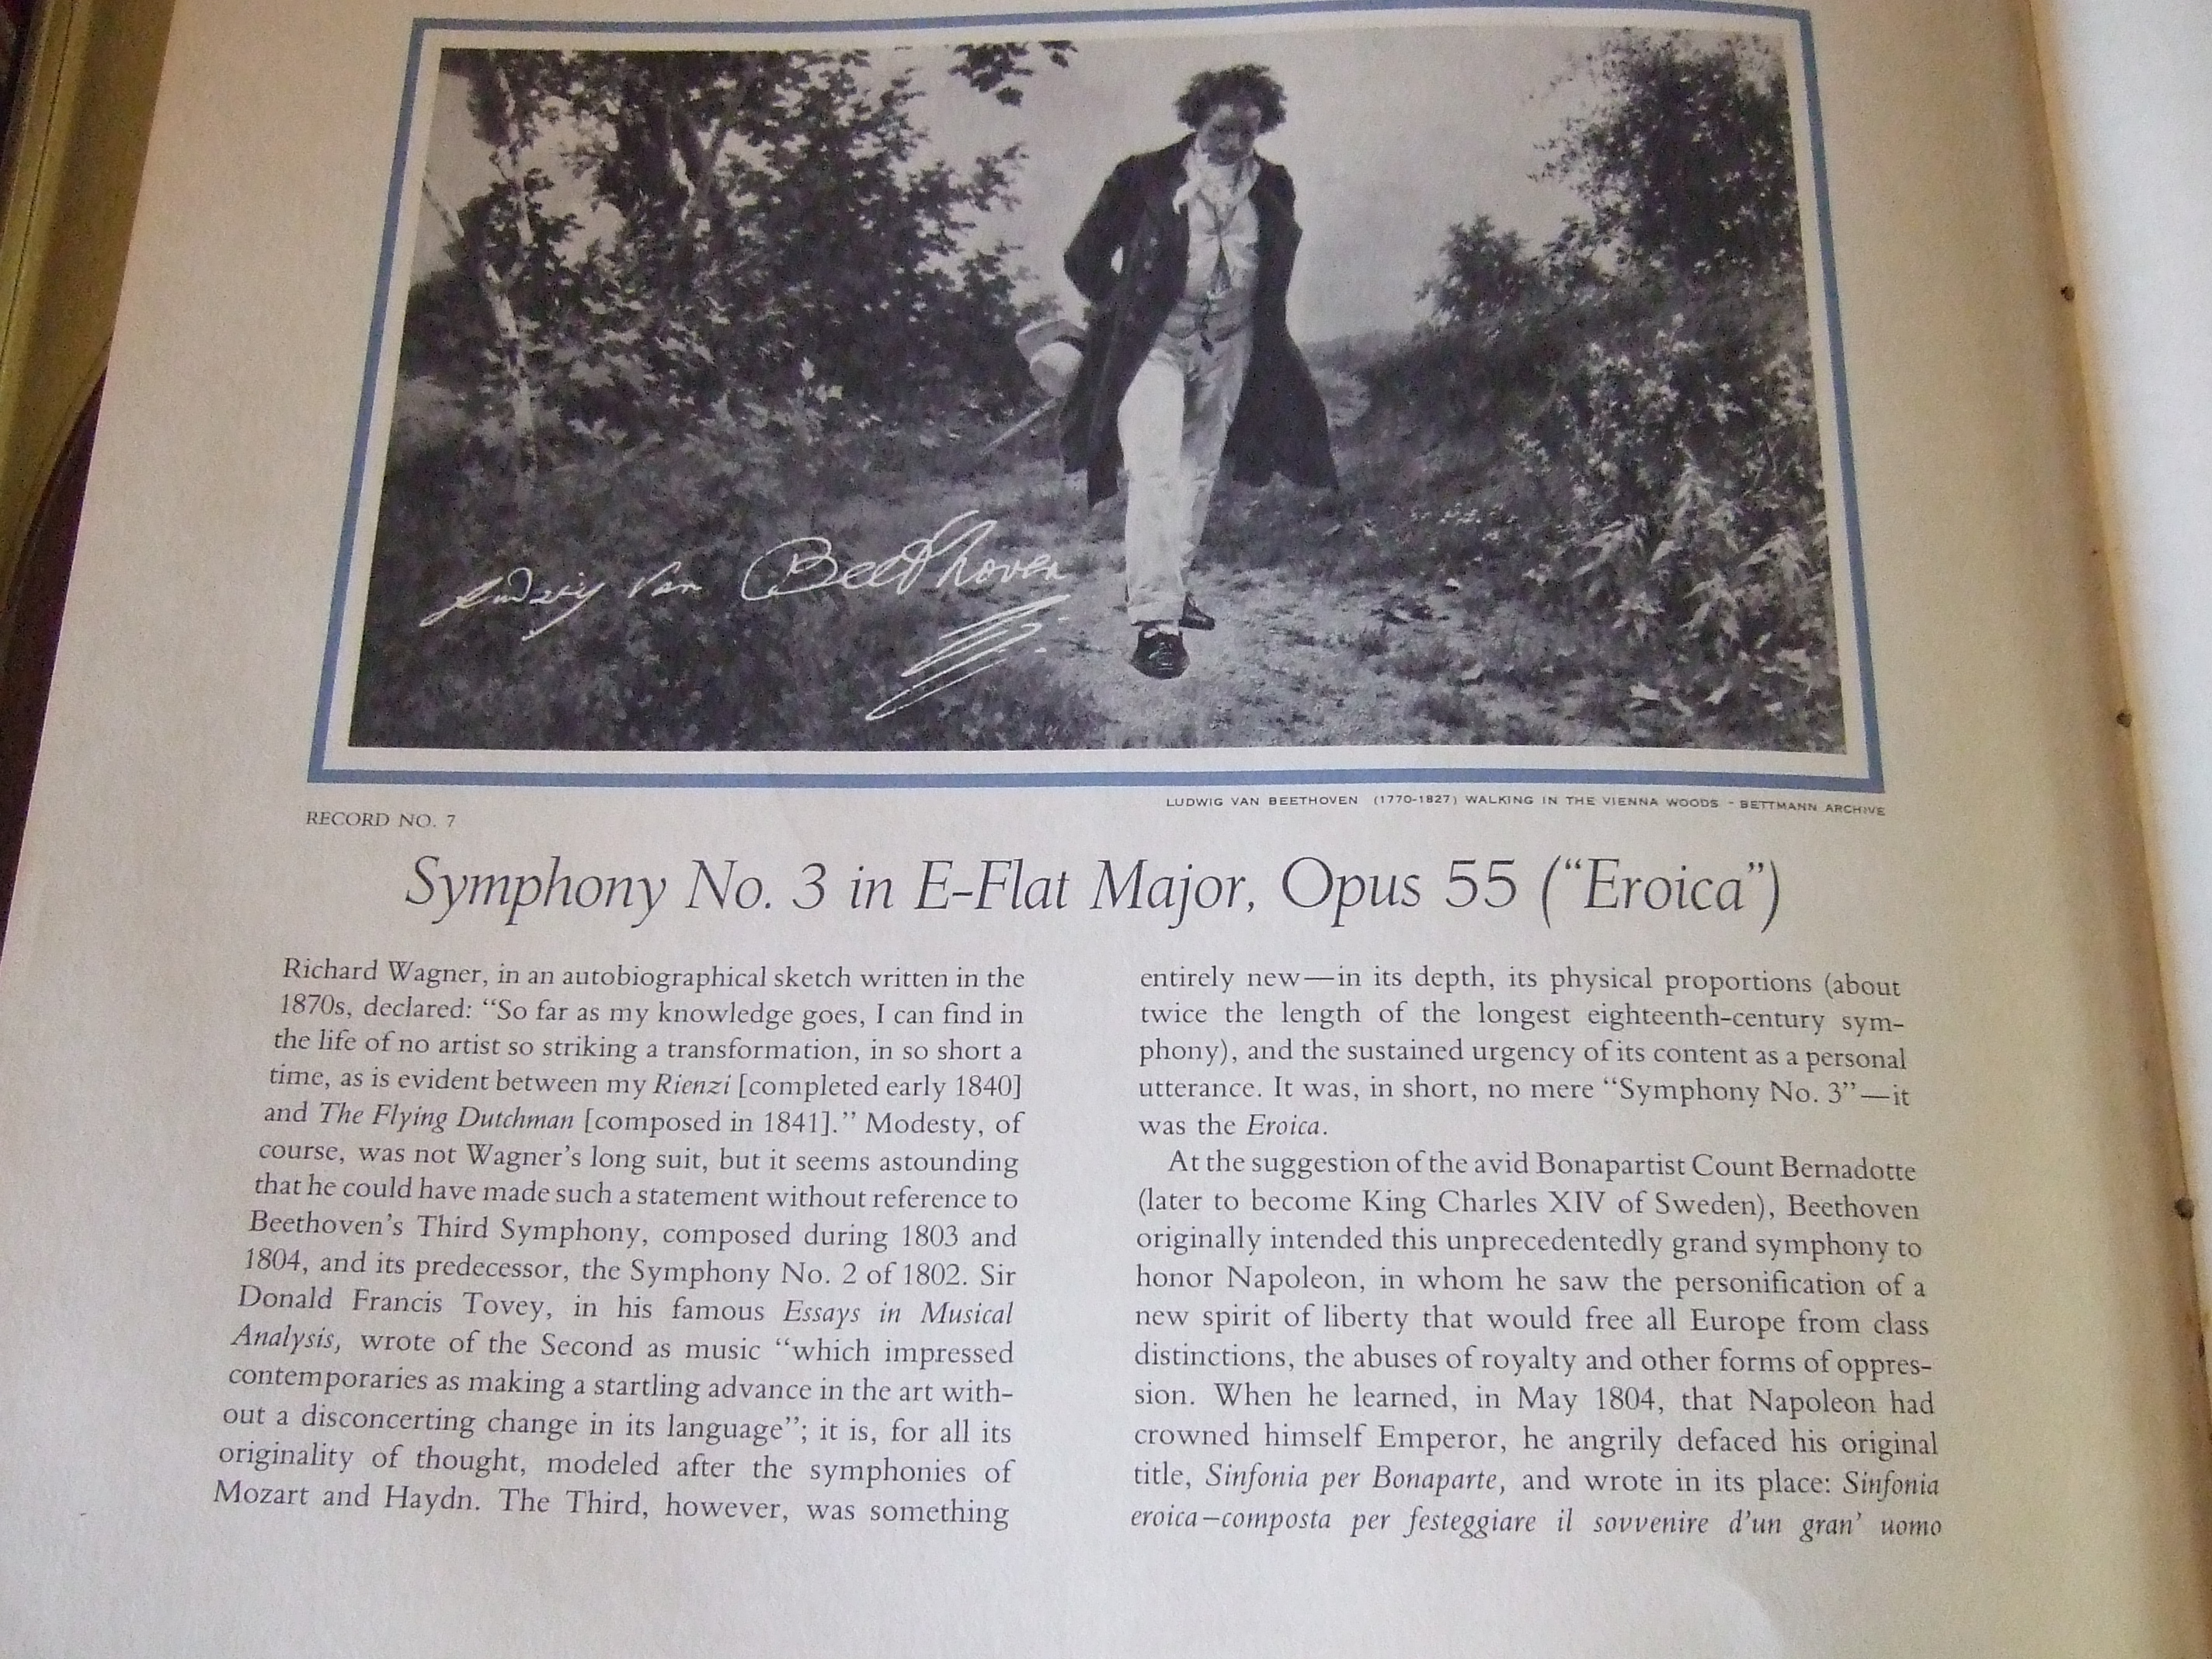 Ludwig Van Beethoven
LUDWIG VAN BEETHOVEN (1770-1827) WALKING IN THE VIENNA WOODS - BETTMANN ARCHIVE
RECORD NO. 7
Symphony No. 3 in E-Flat Major, Opus 55 (“Eroica”)
Richard Wagner, in an autobiographical sketch written in the
1870s, declared: “So far as my knowledge goes, I can find in
the life of no artist so striking a transformation, in so short a
time, as is evident between my Rienzi [completed early 1840]
and The Flying Dutchman [composed in 1841].” Modesty, of
course, was not Wagner’s long suit, but it seems astounding
that he could have made such a statement without reference to
Beethoven’s Third Symphony, composed during 1803 and
1804, and its predecessor, the Symphony No. 2 of 1802. Sir
Donald Francis Tovey, in his famous Essays in Musical
Analysis, wrote of the Second as music “which impressed
contemporaries as making a startling advance in the art with-
out a disconcerting change in its language”; it is, for all its
originality of thought, modeled after the symphonies of
Mozart and Haydn. The Third, however, was something
entirely new—in its depth, its physical proportions (about
twice the length of the longest eighteenth-century sym-
phony), and the sustained urgency of its content as a personal
utterance. It was, in short, no mere “Symphony No. 3”—it
was the Eroica.
At the suggestion of the avid Bonapartist Count Bernadotte
(later to become King Charles XIV of Sweden), Beethoven
originally intended this unprecedentedly grand symphony to
honor Napoleon, in whom he saw the personification of a
new spirit of liberty that would free all Europe from class
distinctions, the abuses of royalty and other forms of oppres-
sion. When he learned, in May 1804, that Napoleon had
crowned himself Emperor, he angrily defaced his original
title, Sinfonia per Bonaparte, and wrote in its place: Sinfonia
eroica–composta per festeggiare il sovvenire d’un gran’ uomo